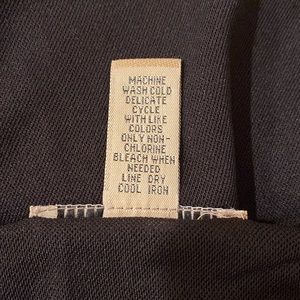 MACHINE
WASH COLD
DELICATE
CYCLE
WITH LIKE
COLORS
ONLY NON-
CHLORINE
BLEACH WHEN
NEEDED
LINE DRY
COOL IRON